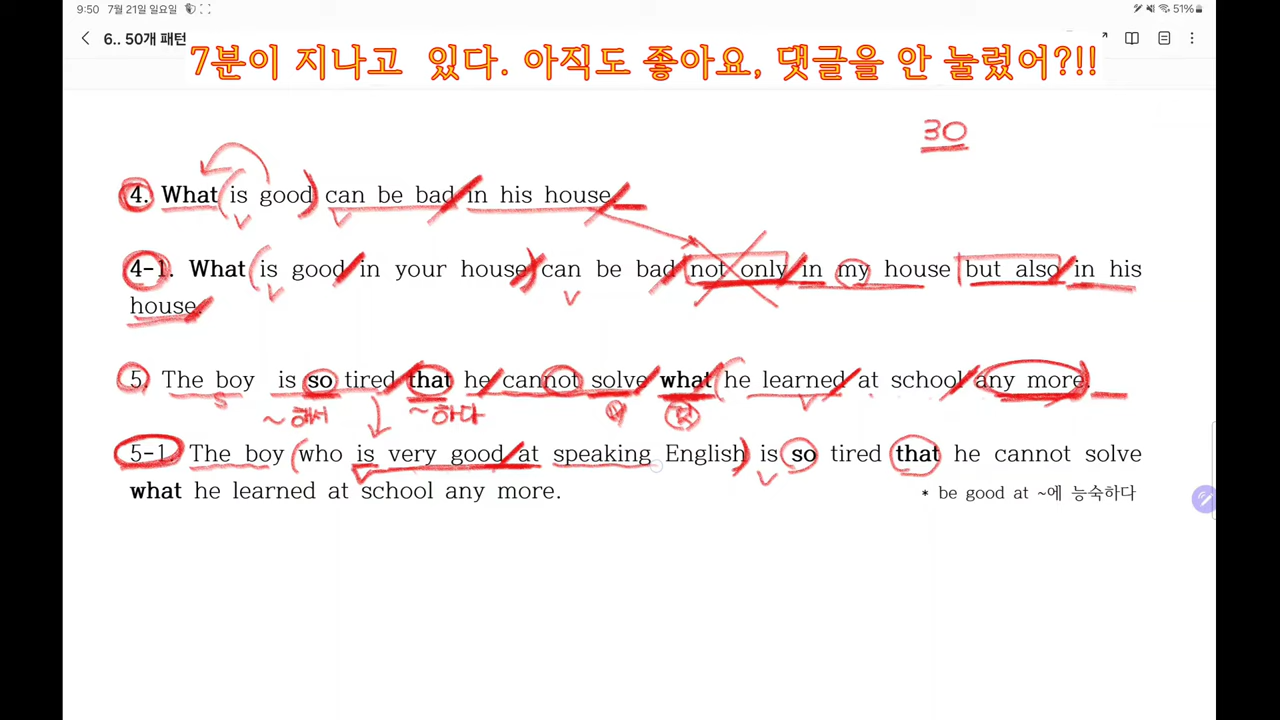 9:50 7월 21일 일요일 51%
6.. 50개 패턴
7분이 지나고 있다. 아직도 좋아요, 댓글을 안 눌렀어?!!
30
4. What is good can be bad in his house.
4-1. What is good in your house can be bad not only in my house but also in his
house.
5. The boy is so tired that he cannot solve what he learned at school any more.
S ~해서 ~하다 V
5-1. The boy who is very good at speaking English is so tired that he cannot solve
what he learned at school any more.
* be good at ~에 능숙하다